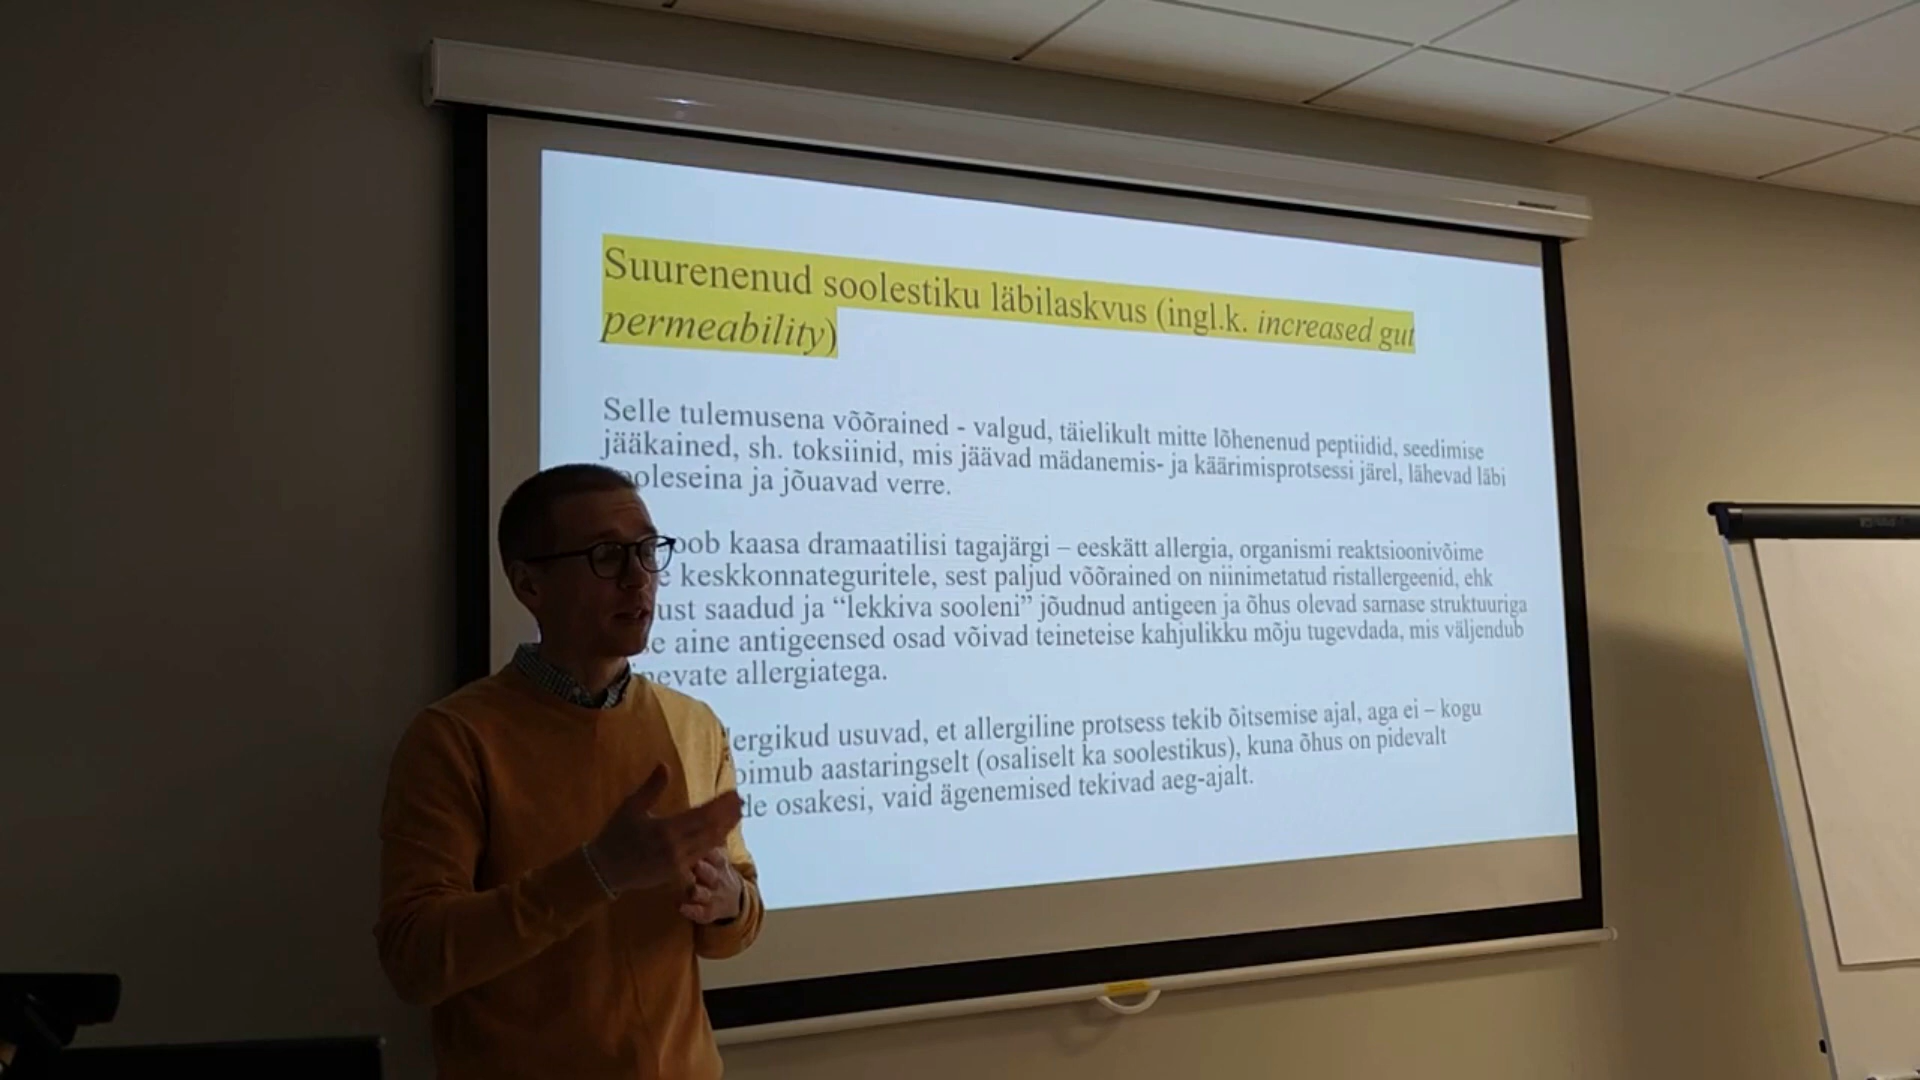 Suurenenud soolestiku läbilaskvus (ingl.k. increased gut
permeability)
Selle tulemusena võõrained - valgud, täielikult mitte lõhenenud peptiidid, seedimise
jääkained, sh. toksiinid, mis jäävad mädanemis- ja käärimisprotsessi järel, lähevad läbi
oleseina ja jõuavad verre.
oob kaasa dramaatilisi tagajärgi – eeskätt allergia, organismi reaktsioonivõime
e keskkonnateguritele, sest paljud võõrained on niinimetatud ristallergeenid, ehk
ust saadud ja “lekkiva sooleni” jõudnud antigeen ja õhus olevad sarnase struktuuriga
e aine antigeensed osad võivad teineteise kahjulikku mõju tugevdada, mis väljendub
nevate allergiatega.
lergikud usuvad, et allergiline protsess tekib õitsemise ajal, aga ei – kogu
oimub aastaringselt (osaliselt ka soolestikus), kuna õhus on pidevalt
de osakesi, vaid ägenemised tekivad aeg-ajalt.